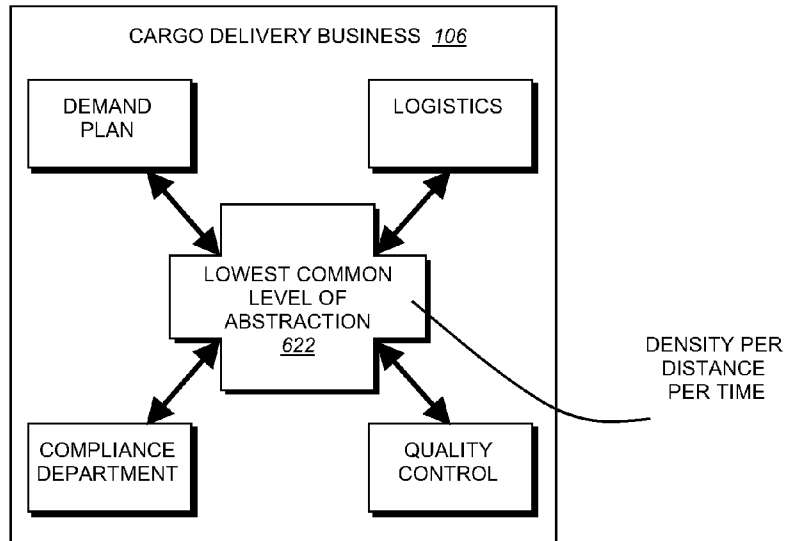 CARGO DELIVERY BUSINESS 106
DEMAND
PLAN
LOGISTICS
LOWEST COMMON
LEVEL OF
ABSTRACTION
622
DENSITY PER
DISTANCE
PER TIME
COMPLIANCE
DEPARTMENT
QUALITY
CONTROL